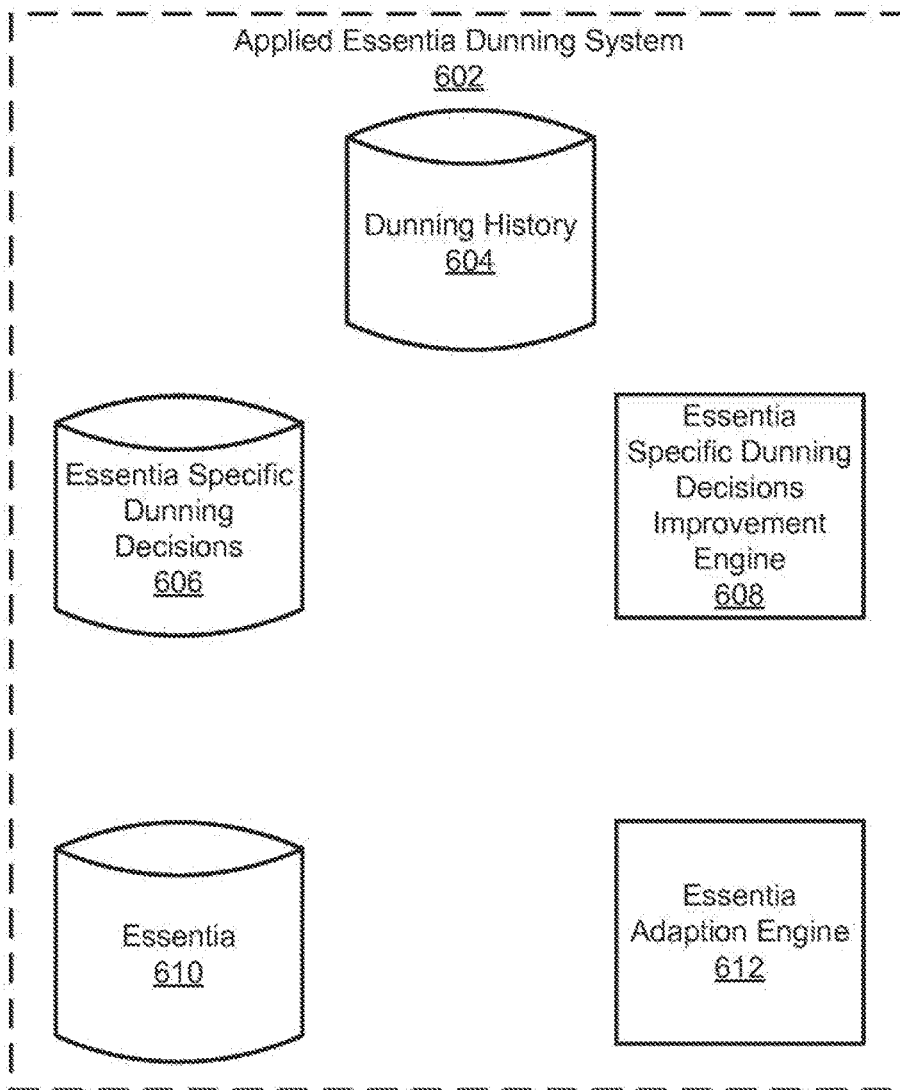 Applied Essentia Dunning System
602
Dunning History
604
Essentia Specific
Dunning
Decisions
606
Essentia
Specific Dunning
Decisions
Improvement
Engine
608
Essentia
610
Essentia
Adaption Engine
612